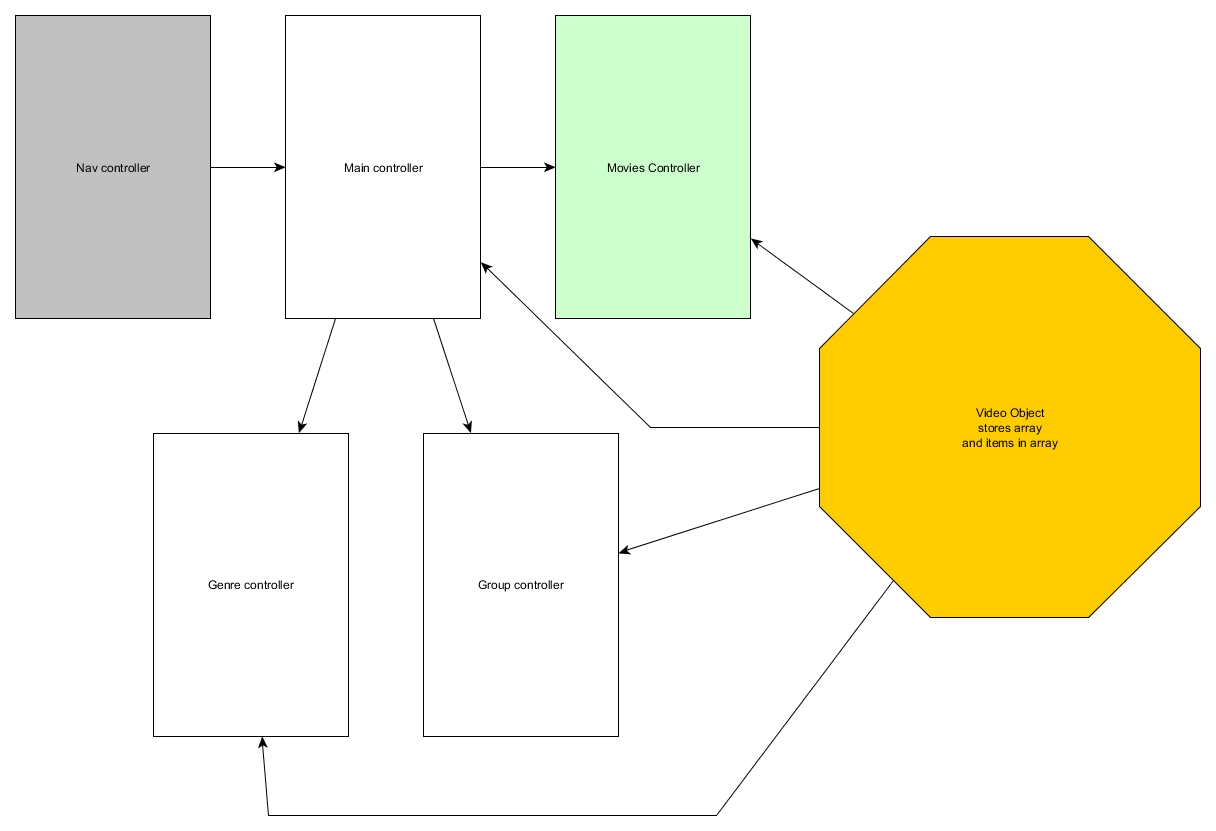 Nav controller
Main controller
Movies Controller
Video Object
stores array
and items in array
Genre controller
Group controller